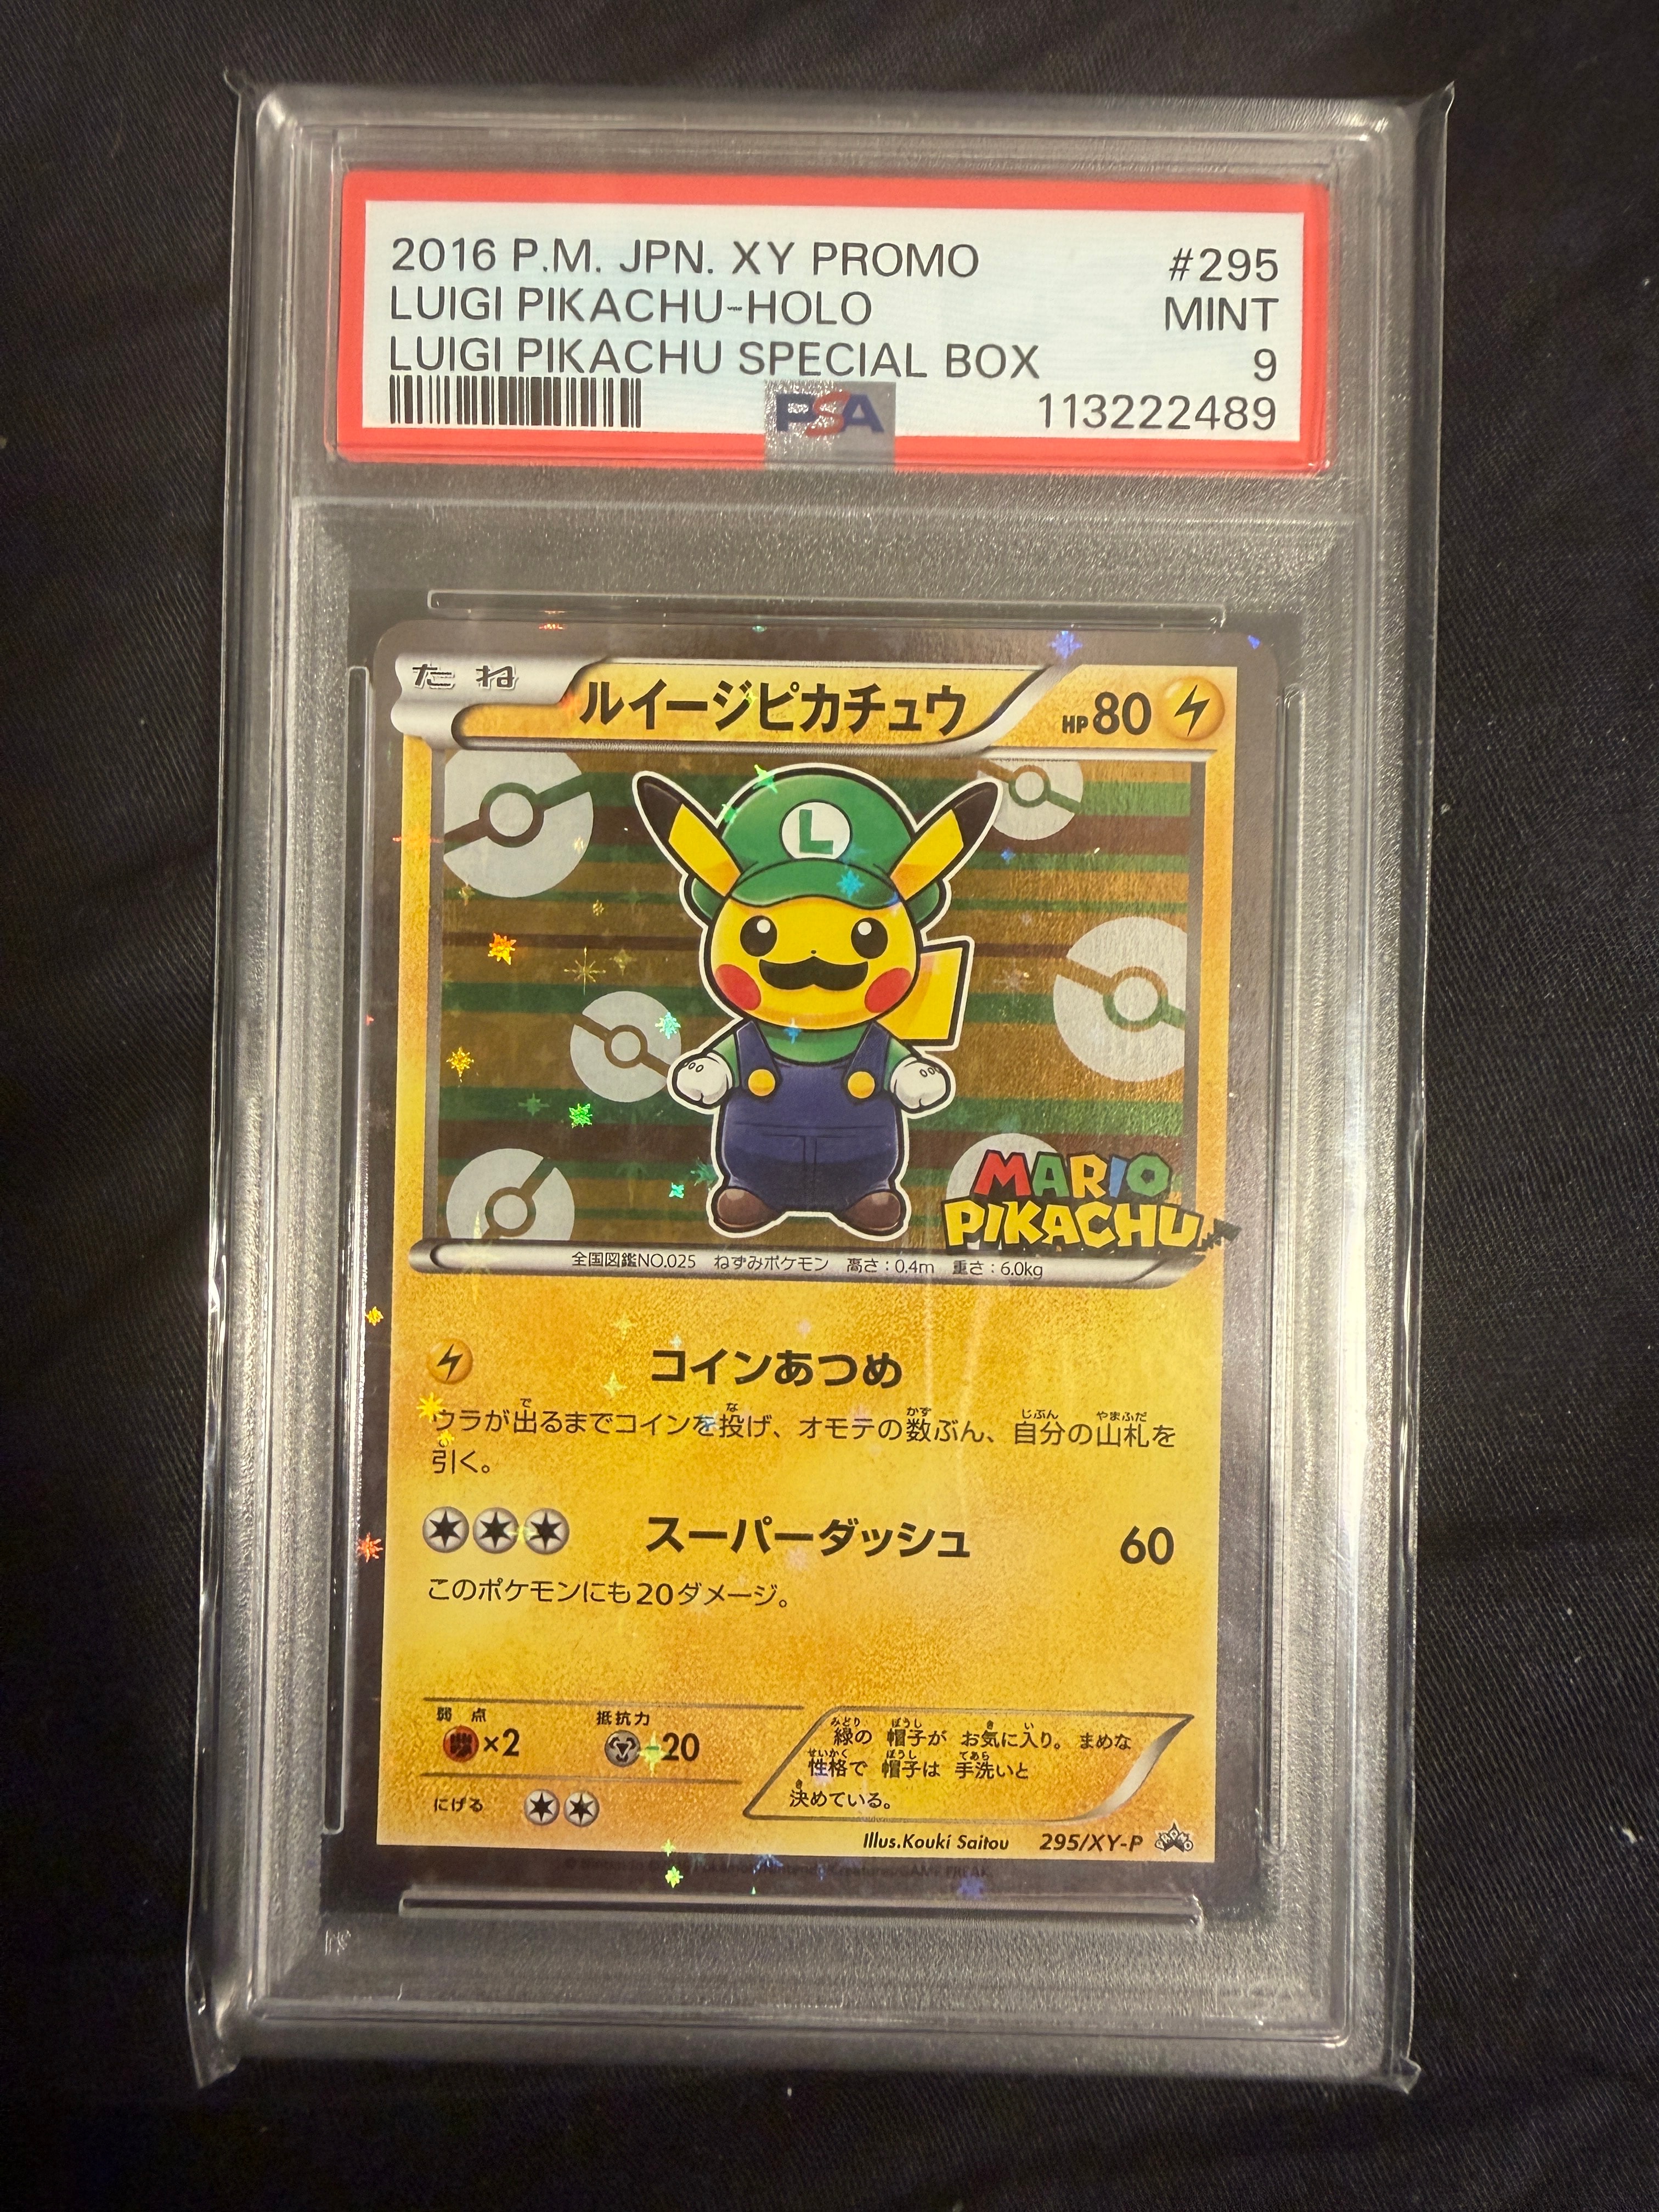 2016 P.M. JPN. XY PROMO #295
LUIGI PIKACHU-HOLO MINT
LUIGI PIKACHU SPECIAL BOX 9
PSA 113222489
たね ルイージピカチュウ HP80
L
MARIO
PIKACHU
全国図鑑NO.025 ねずみポケモン 高さ:0.4m 重さ:6.0kg
コインあつめ
ウラが出るまでコインを投げ、オモテの数ぶん、自分の山札を
引く。
スーパーダッシュ 60
このポケモンにも20ダメージ。
弱点 抵抗力
×2 -20
にげる
緑の 帽子が お気に入り。 まめな
性格で 帽子は 手洗いと
決めている。
Illus.Kouki Saitou 295/XY-P PROMO